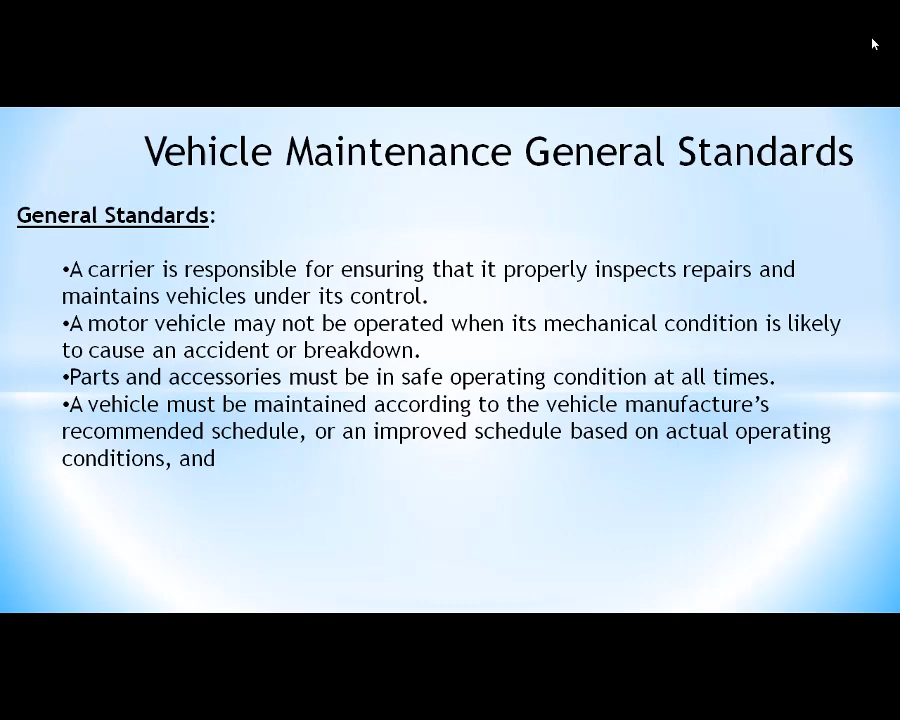 Vehicle Maintenance General Standards
General Standards:
•A carrier is responsible for ensuring that it properly inspects repairs and
maintains vehicles under its control.
•A motor vehicle may not be operated when its mechanical condition is likely
to cause an accident or breakdown.
•Parts and accessories must be in safe operating condition at all times.
•A vehicle must be maintained according to the vehicle manufacture’s
recommended schedule, or an improved schedule based on actual operating
conditions, and